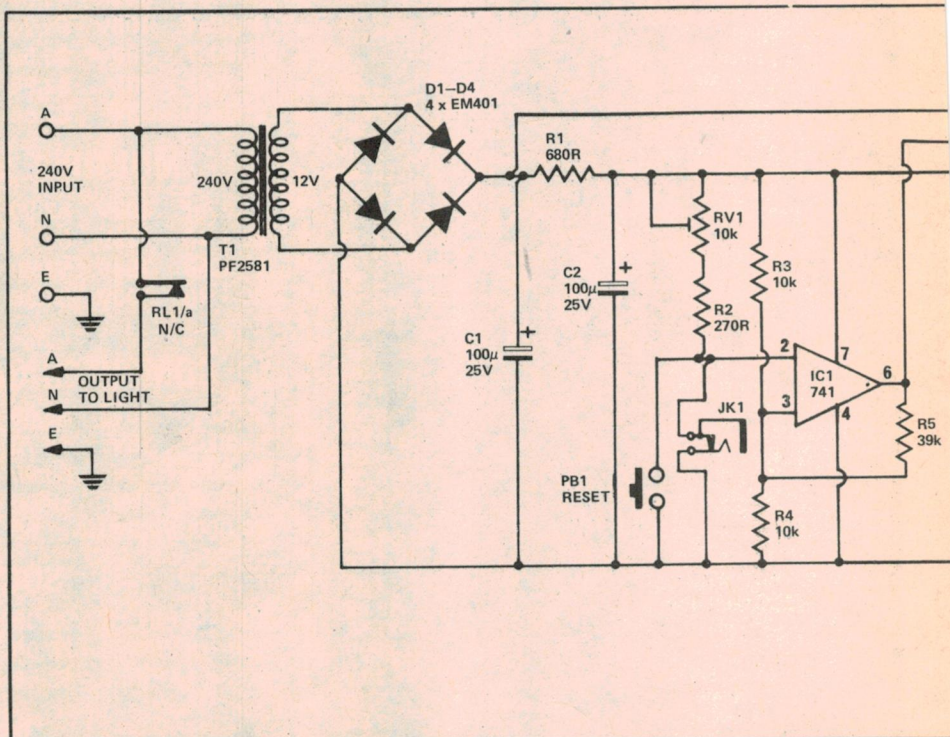 D1–D4
4 x EM401
A
240V
INPUT
N
E
240V
12V
T1
PF2581
RL1/a
N/C
A
OUTPUT
TO LIGHT
N
E
R1
680R
C1
100µ
25V
+
C2
100µ
25V
+
RV1
10k
R2
270R
R3
10k
2
3
IC1
741
7
4
6
R5
39k
JK1
PB1
RESET
R4
10k